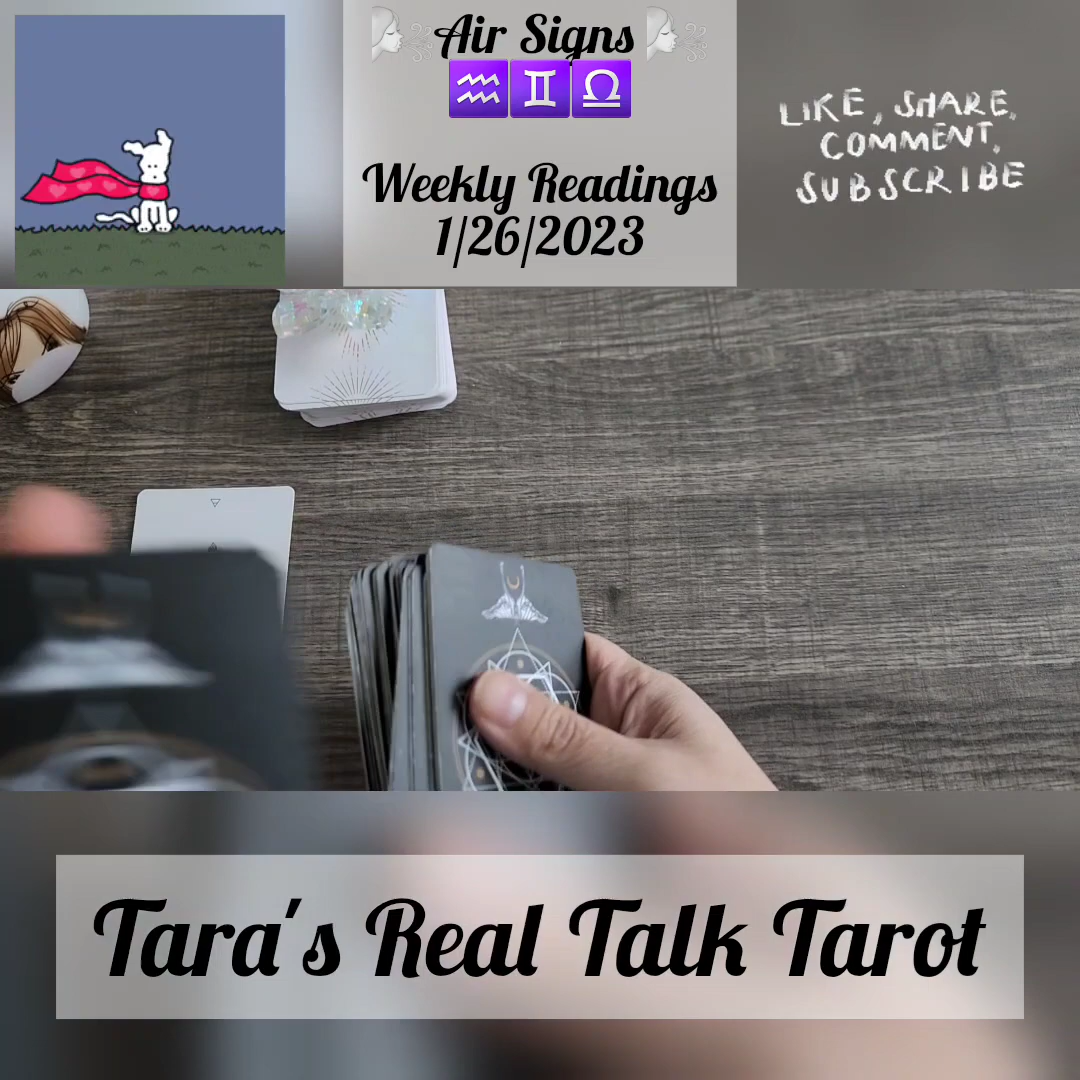 Air Signs
♒♊♎
Weekly Readings
1/26/2023
LIKE, SHARE,
COMMENT,
SUBSCRIBE
Tara's Real Talk Tarot